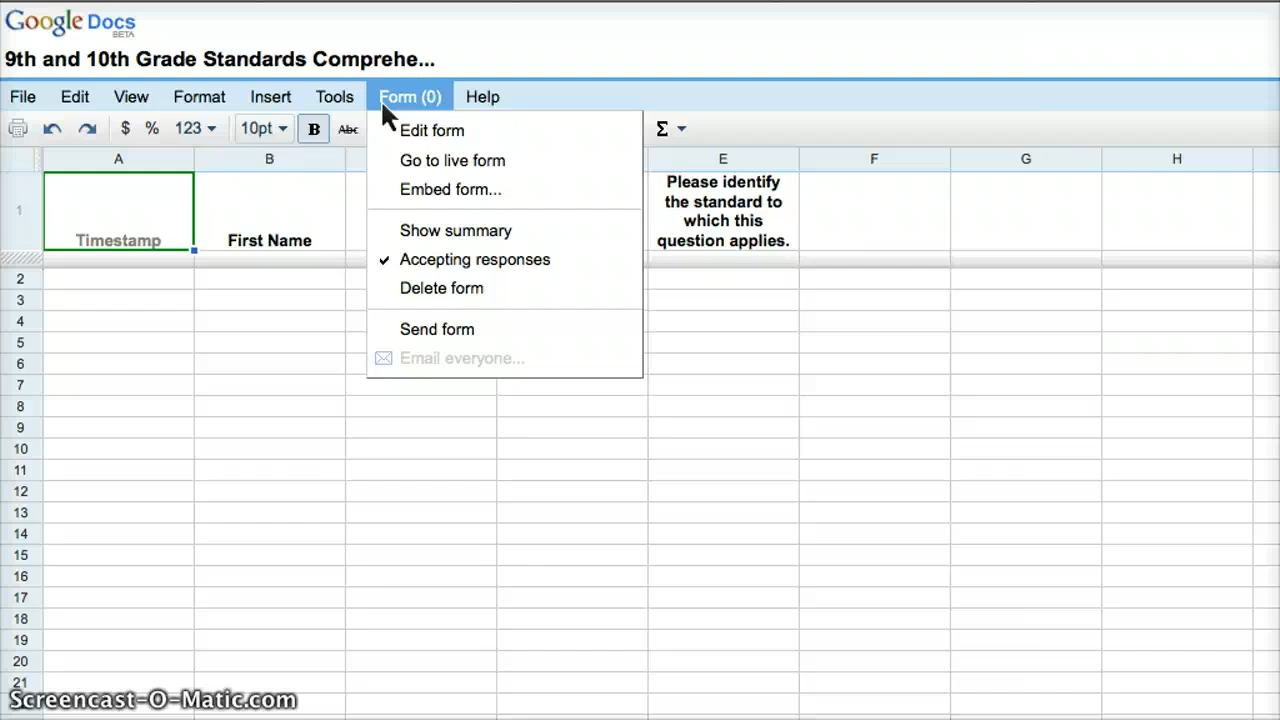 Google Docs
BETA
9th and 10th Grade Standards Comprehe...
File Edit View Format Insert Tools Form (0) Help
$ % 123 10pt B Abc Σ
Edit form
Go to live form
Embed form...
Show summary
Accepting responses
Delete form
Send form
Email everyone...
A B E F G H
1 Timestamp First Name Please identify
the standard to
which this
question applies.
2
3
4
5
6
7
8
9
10
11
12
13
14
15
16
17
18
19
20
21
Screencast-O-Matic.com